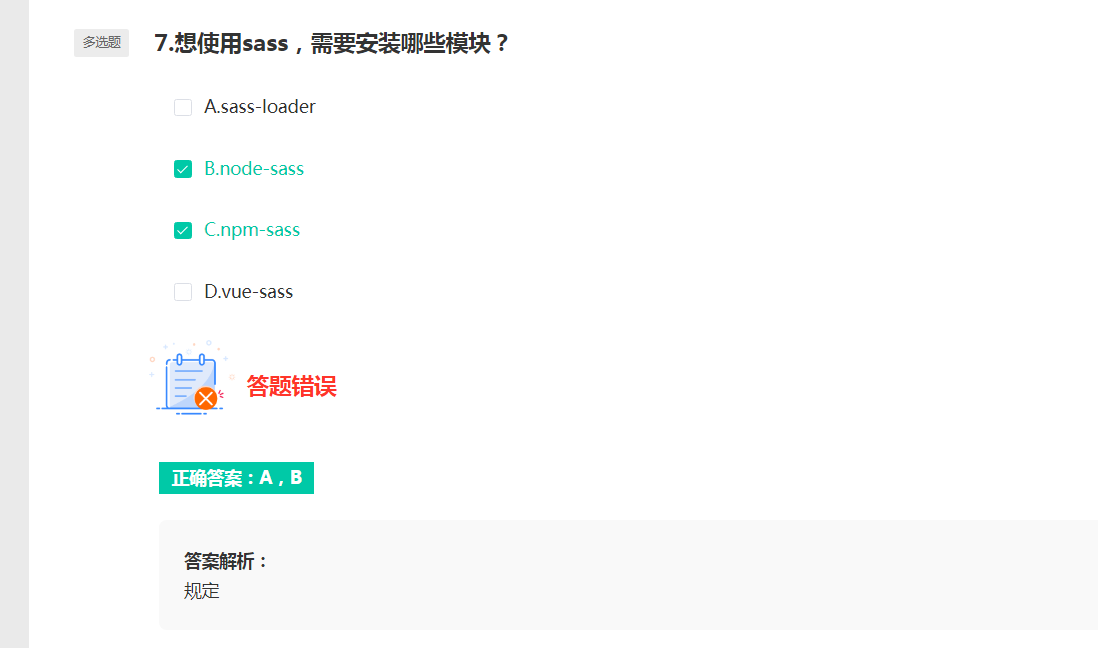 多选题
7.想使用sass，需要安装哪些模块？
A.sass-loader
B.node-sass
C.npm-sass
D.vue-sass
答题错误
正确答案：A，B
答案解析：
规定